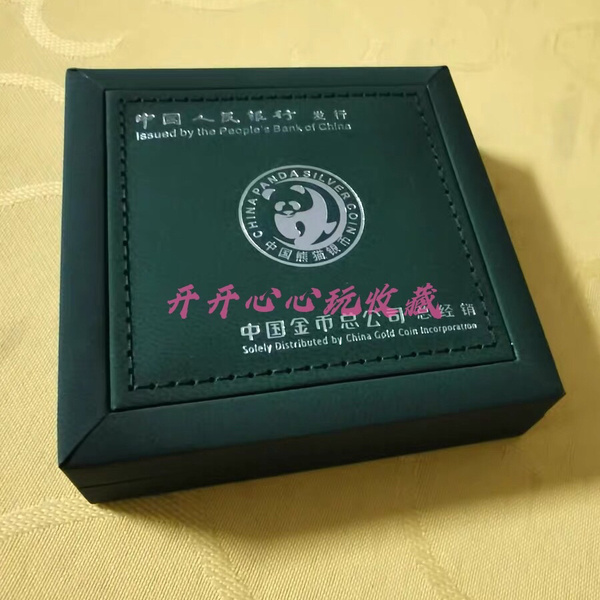 中国人民银行 发行
Issued by the People's Bank of China
CHINA PANDA SILVER COIN
中国熊猫银币
开开心心玩收藏
中国金币总公司 总经销
Solely Distributed by China Gold Coin Incorporation